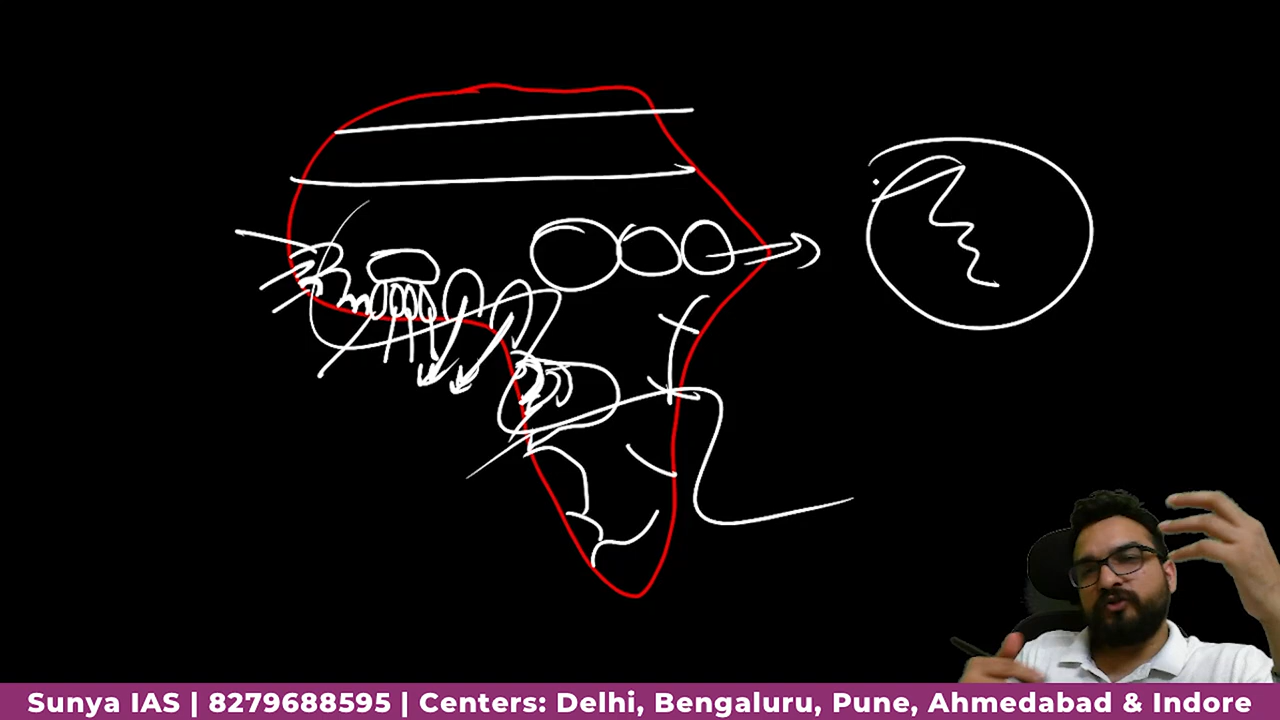 Sunya IAS | 8279688595 | Centers: Delhi, Bengaluru, Pune, Ahmedabad & Indore